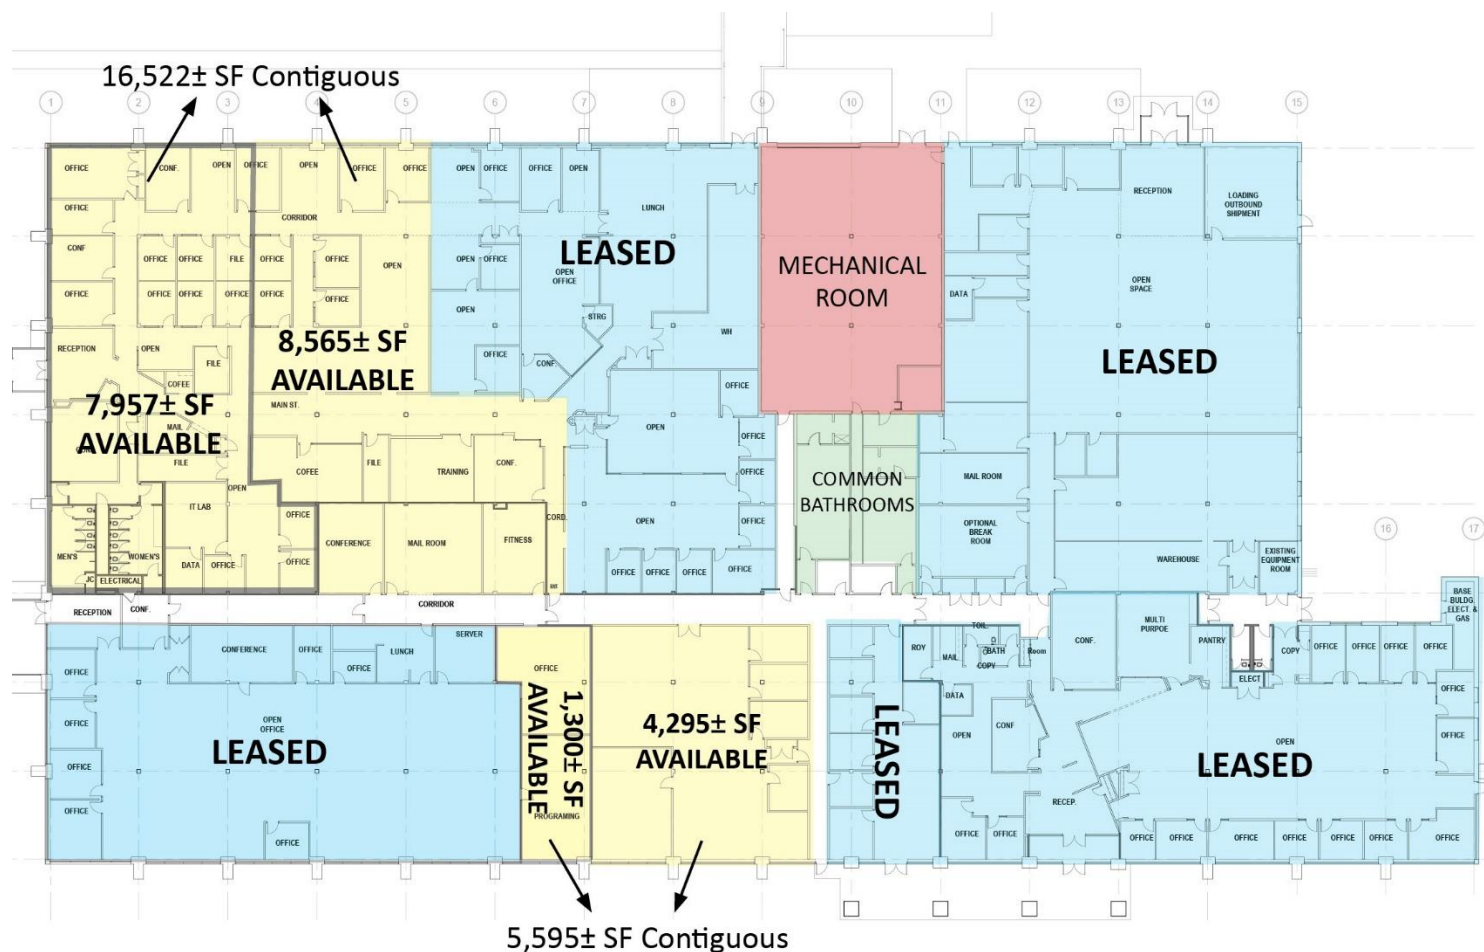 16,522± SF Contiguous
1 2 3 4 5 6 7 8 9 10 11 12 13 14 15
OFFICE CONF. OPEN OFFICE OPEN OFFICE OFFICE OPEN OFFICE OFFICE OPEN
RECEPTION LOADING OUTBOUND SHIPMENT
OFFICE CORRIDOR LUNCH
CONF OFFICE OFFICE FILE OFFICE OFFICE OPEN OPEN OFFICE OPEN OFFICE
LEASED
MECHANICAL
ROOM
OFFICE OFFICE OFFICE OFFICE OFFICE OFFICE OPEN STRG WH DATA OPEN SPACE
RECEPTION OPEN FILE COFEE OFFICE CONF. OFFICE
8,565± SF
AVAILABLE
LEASED
7,957± SF
AVAILABLE
MAIL FILE MAIN ST. OPEN OFFICE
COFEE FILE TRAINING CONF. OFFICE
COMMON
BATHROOMS
MAIL ROOM
OPEN IT LAB OFFICE CORD. OPEN OFFICE
OPTIONAL BREAK ROOM
16 17
MEN'S WOMEN'S DATA OFFICE OFFICE CONFERENCE MAIL ROOM FITNESS
OFFICE OFFICE OFFICE OFFICE WAREHOUSE EXISTING EQUIPMENT ROOM
JC ELECTRICAL
RECEPTION CONF. CORRIDOR
BASE BULDG. ELECT. & GAS
SERVER
CONFERENCE OFFICE OFFICE LUNCH OFFICE
OFFICE
TOIL. ROY MAIL BATH COPY Room CONF. MULTI PURPOE PANTRY COPY OFFICE OFFICE OFFICE OFFICE
ELECT
OFFICE OPEN OFFICE
LEASED
1,300± SF
AVAILABLE
4,295± SF
AVAILABLE
LEASED
DATA CONF OPEN OFFICE
OPEN OFFICE
LEASED
OFFICE
OFFICE OFFICE PROGRAMING
RECEP.
OFFICE OFFICE OFFICE OFFICE OFFICE OFFICE OFFICE OFFICE
5,595± SF Contiguous